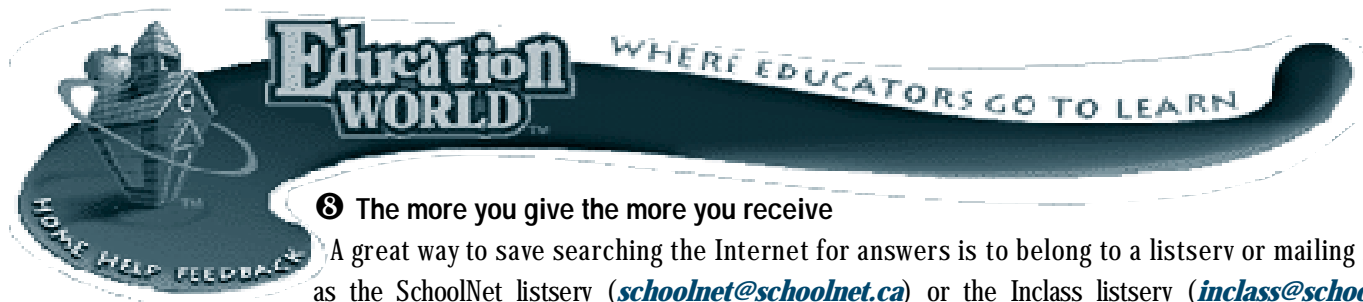 Education
WORLD™
WHERE EDUCATORS GO TO LEARN
™
HOME HELP FEEDBACK
❽ The more you give the more you receive
A great way to save searching the Internet for answers is to belong to a listserv or mailing
as the SchoolNet listserv (schoolnet@schoolnet.ca) or the Inclass listserv (inclass@schoo